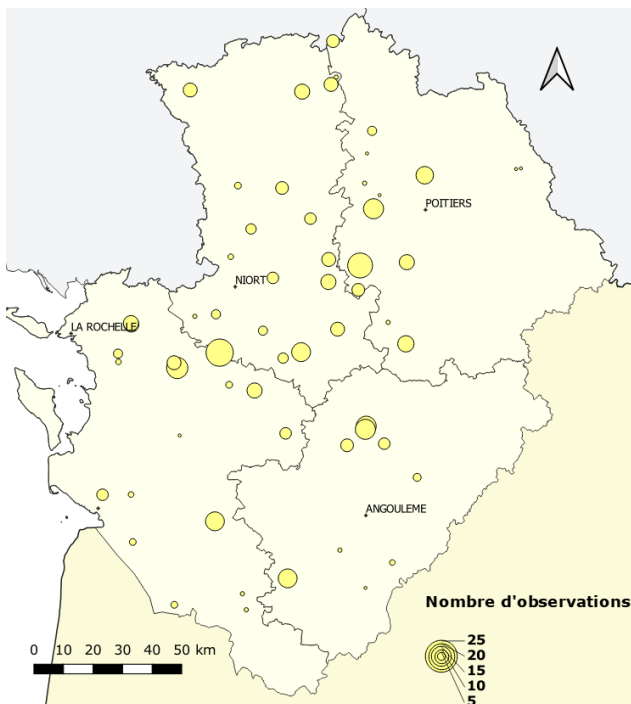 POITIERS
NIORT
LA ROCHELLE
ANGOULEME
Nombre d'observations
0 10 20 30 40 50 km
25
20
15
10
5